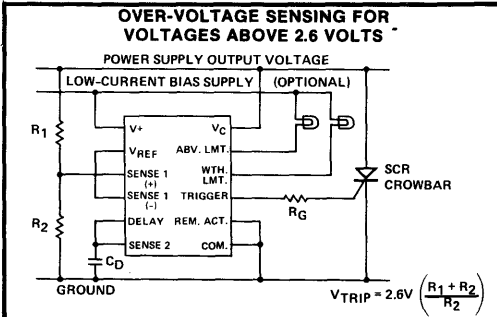 OVER-VOLTAGE SENSING FOR
VOLTAGES ABOVE 2.6 VOLTS
POWER SUPPLY OUTPUT VOLTAGE
LOW-CURRENT BIAS SUPPLY (OPTIONAL)
R1
R2
V+
VREF
SENSE 1
(+)
SENSE 1
(-)
DELAY
SENSE 2
VC
ABV. LMT.
WTH.
LMT.
TRIGGER
REM. ACT.
COM.
RG
SCR
CROWBAR
CD
GROUND
VTRIP = 2.6V (R1 + R2 / R2)